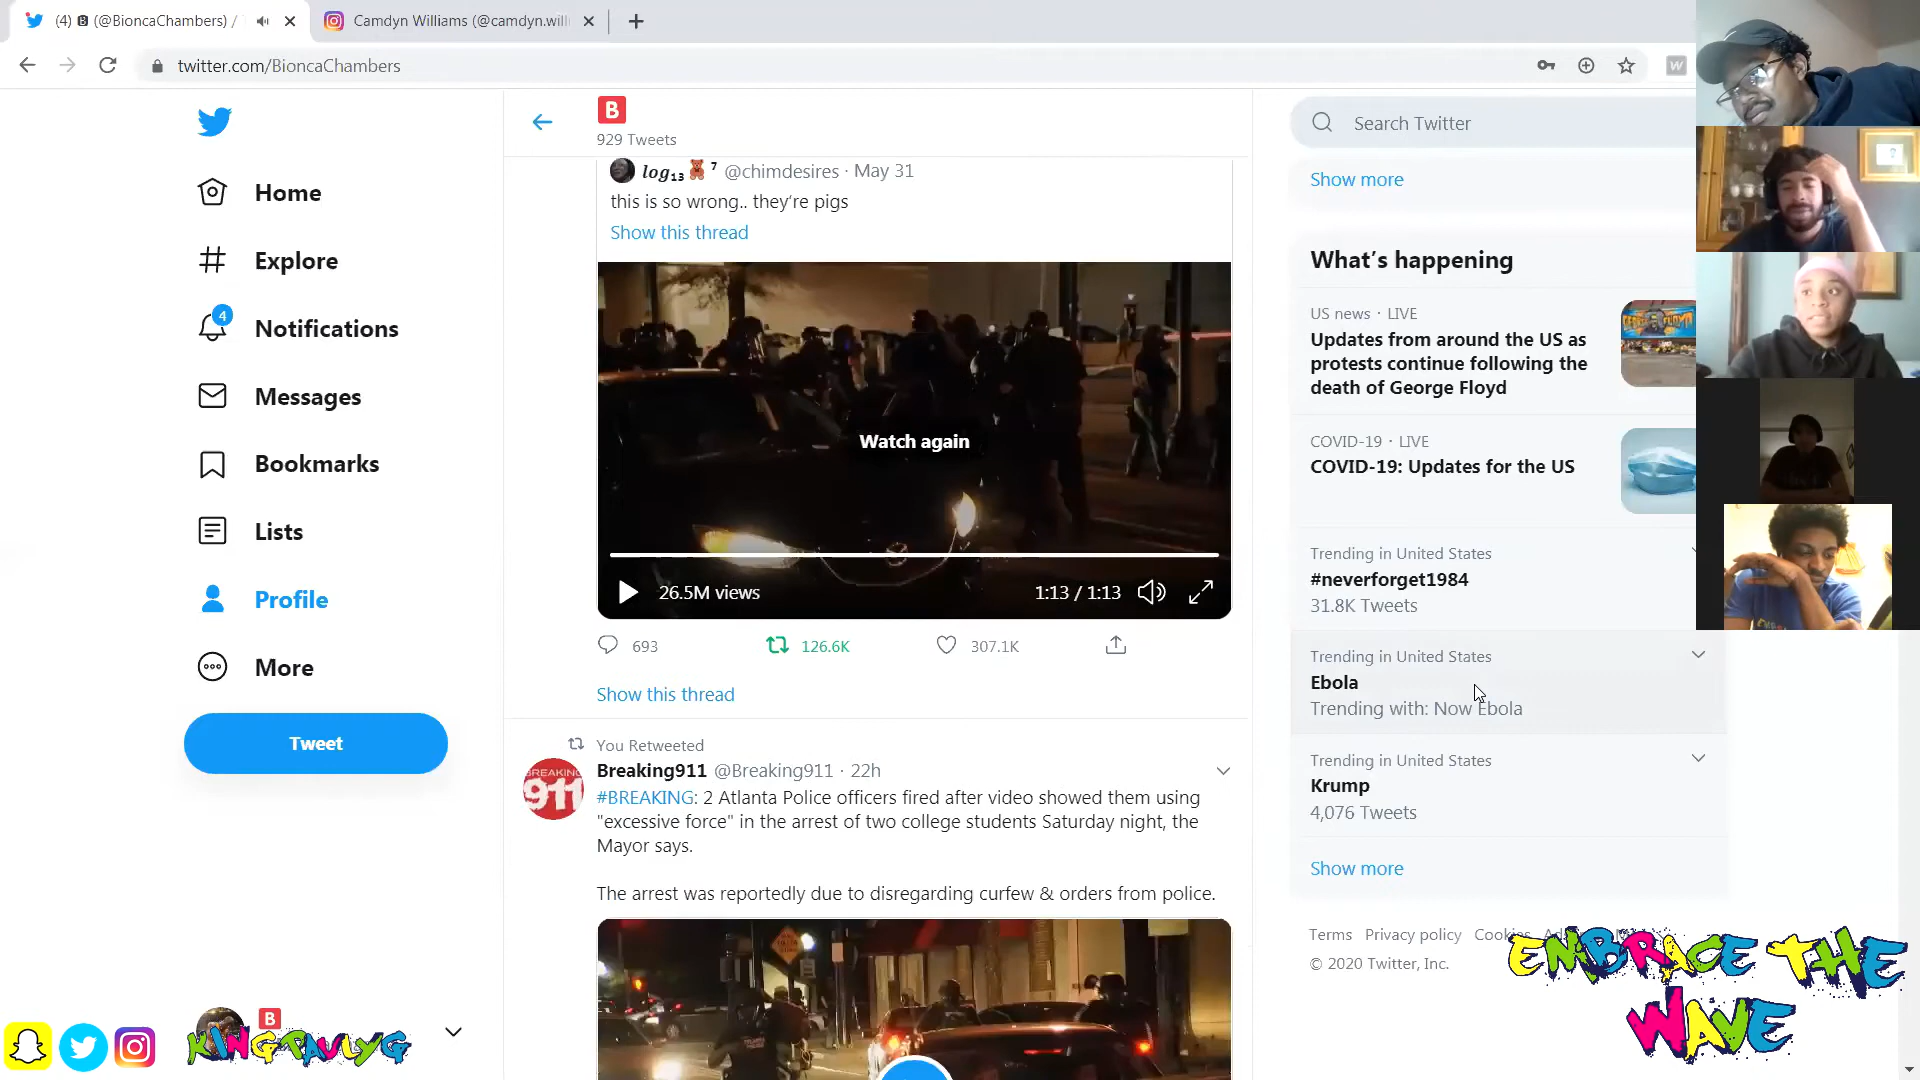 (4) B (@BioncaChambers) /
Camdyn Williams (@camdyn.will
twitter.com/BioncaChambers
Home
Explore
4
Notifications
Messages
Bookmarks
Lists
Profile
More
Tweet
B
KINGPAVLYG
B
929 Tweets
log13 7 @chimdesires · May 31
this is so wrong.. they’re pigs
Show this thread
Watch again
26.5M views
1:13 / 1:13
693
126.6K
307.1K
Show this thread
You Retweeted
BREAKING
911
Breaking911 @Breaking911 · 22h
#BREAKING: 2 Atlanta Police officers fired after video showed them using
"excessive force" in the arrest of two college students Saturday night, the
Mayor says.
The arrest was reportedly due to disregarding curfew & orders from police.
Search Twitter
Show more
What’s happening
US news · LIVE
Updates from around the US as
protests continue following the
death of George Floyd
COVID-19 · LIVE
COVID-19: Updates for the US
Trending in United States
#neverforget1984
31.8K Tweets
Trending in United States
Ebola
Trending with: Now Ebola
Trending in United States
Krump
4,076 Tweets
Show more
Terms Privacy policy Cookies
© 2020 Twitter, Inc.
EMBRACE THE
WAVE